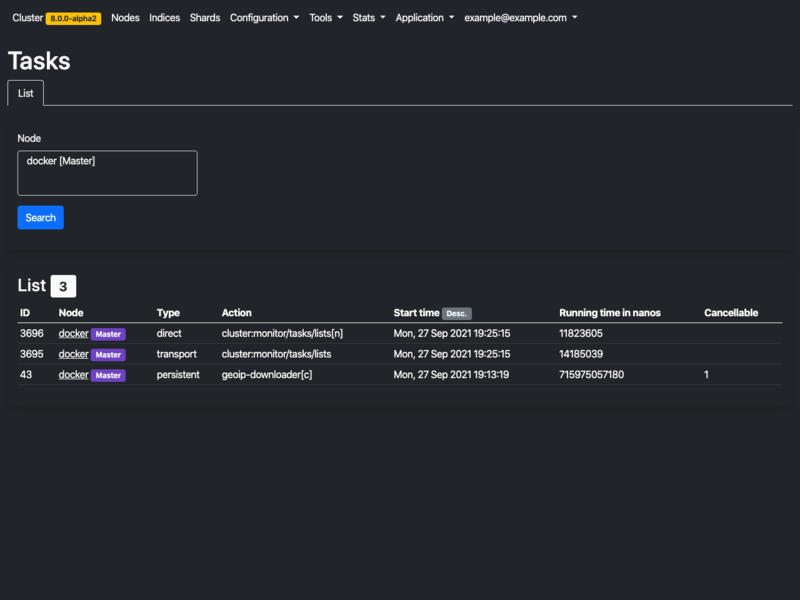 Cluster 8.0.0-alpha2 Nodes Indices Shards Configuration Tools Stats Application example@example.com
Tasks
List
Node
docker [Master]
Search
List 3
ID Node Type Action Start time Desc. Running time in nanos Cancellable
3696 docker Master direct cluster:monitor/tasks/lists[n] Mon, 27 Sep 2021 19:25:15 11823605
3695 docker Master transport cluster:monitor/tasks/lists Mon, 27 Sep 2021 19:25:15 14185039
43 docker Master persistent geoip-downloader[c] Mon, 27 Sep 2021 19:13:19 715975057180 1